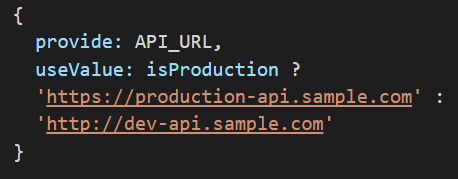 {
  provide: API_URL,
  useValue: isProduction ?
  'https://production-api.sample.com' :
  'http://dev-api.sample.com'
}